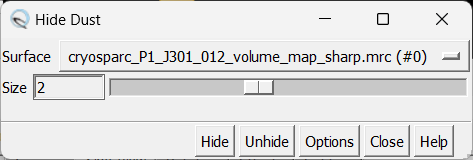 Hide Dust
Surface cryosparc_P1_J301_012_volume_map_sharp.mrc (#0)
Size 2
Hide Unhide Options Close Help